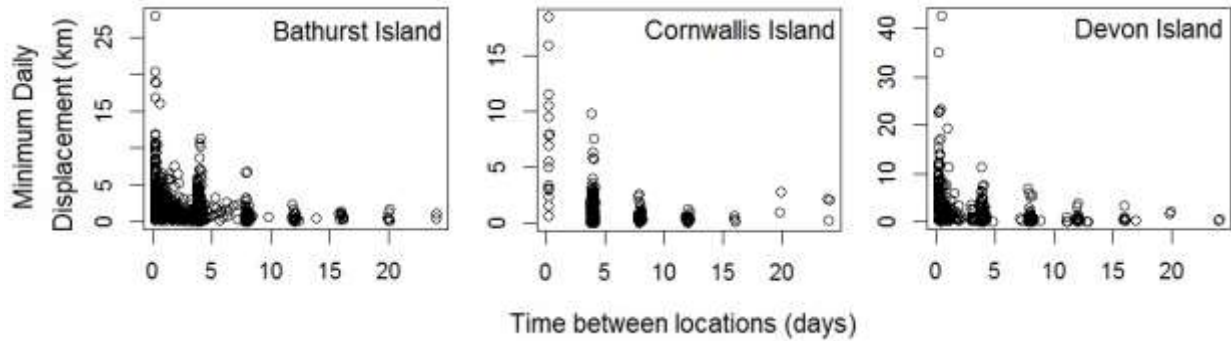 Minimum Daily
Displacement (km)
Bathurst Island
25
15
5
0
0 5 10 15 20
Cornwallis Island
15
10
5
0
0 5 10 15 20
Devon Island
40
30
20
10
0
0 5 10 15 20
Time between locations (days)